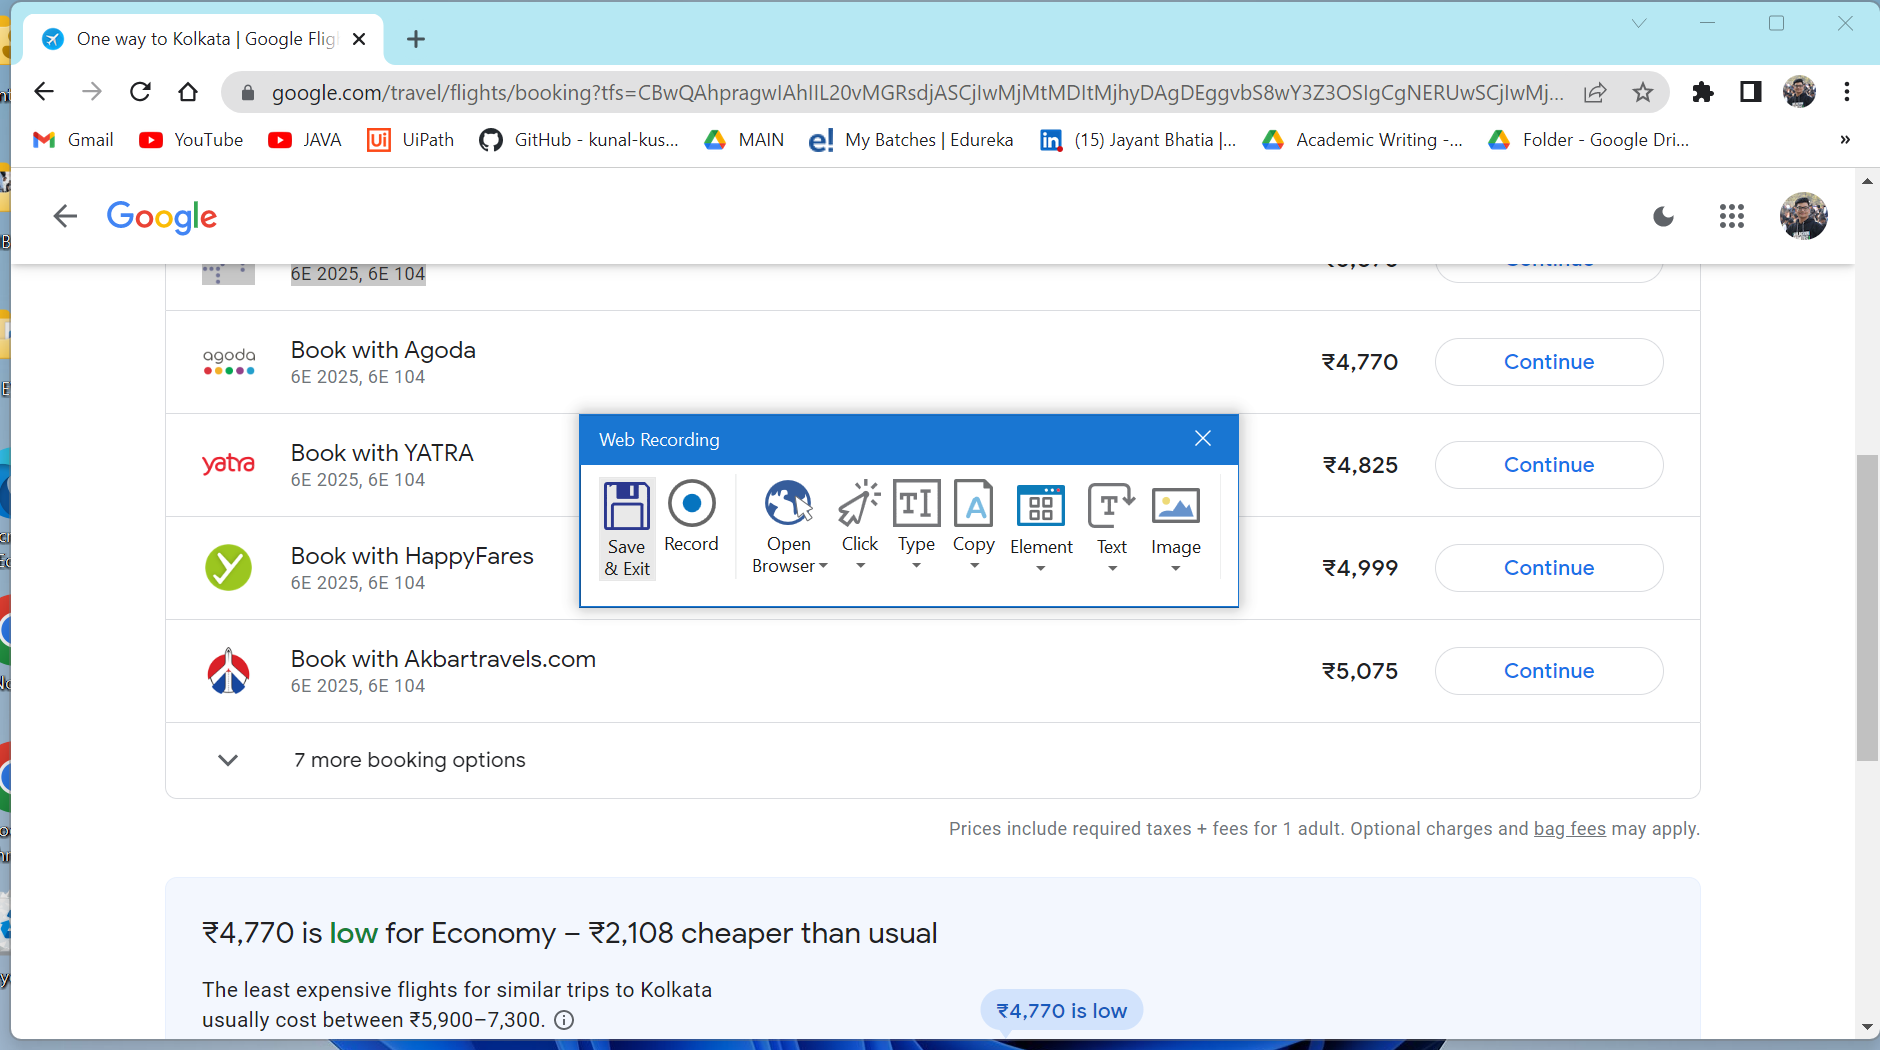 One way to Kolkata | Google Flig
google.com/travel/flights/booking?tfs=CBwQAhpragwIAhIIL20vMGRsdjASCjIwMjMtMDItMjhyDAgDEggvbS8wY3Z3OSIgCgNERUwSCjIwMj...
Gmail YouTube JAVA UiPath GitHub - kunal-kus... MAIN My Batches | Edureka (15) Jayant Bhatia |... Academic Writing -... Folder - Google Dri... »
Google
6E 2025, 6E 104
agoda
Book with Agoda
6E 2025, 6E 104
₹4,770
Continue
yatra
Book with YATRA
6E 2025, 6E 104
₹4,825
Continue
Web Recording
Save & Exit
Record
Open Browser
Click
Type
Copy
Element
Text
Image
Book with HappyFares
6E 2025, 6E 104
₹4,999
Continue
Book with Akbartravels.com
6E 2025, 6E 104
₹5,075
Continue
7 more booking options
Prices include required taxes + fees for 1 adult. Optional charges and bag fees may apply.
₹4,770 is low for Economy – ₹2,108 cheaper than usual
The least expensive flights for similar trips to Kolkata
usually cost between ₹5,900–7,300.
₹4,770 is low